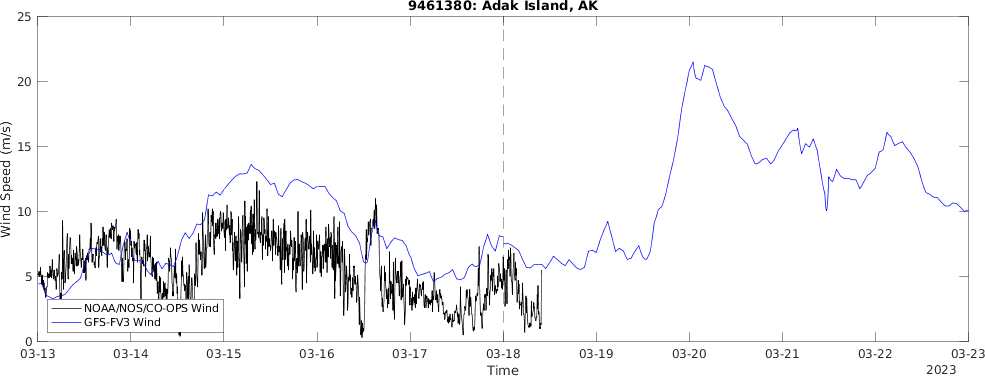 9461380: Adak Island, AK
25
20
15
10
5
0
Wind Speed (m/s)
NOAA/NOS/CO-OPS Wind
GFS-FV3 Wind
03-13 03-14 03-15 03-16 03-17 03-18 03-19 03-20 03-21 03-22 03-23
Time
2023